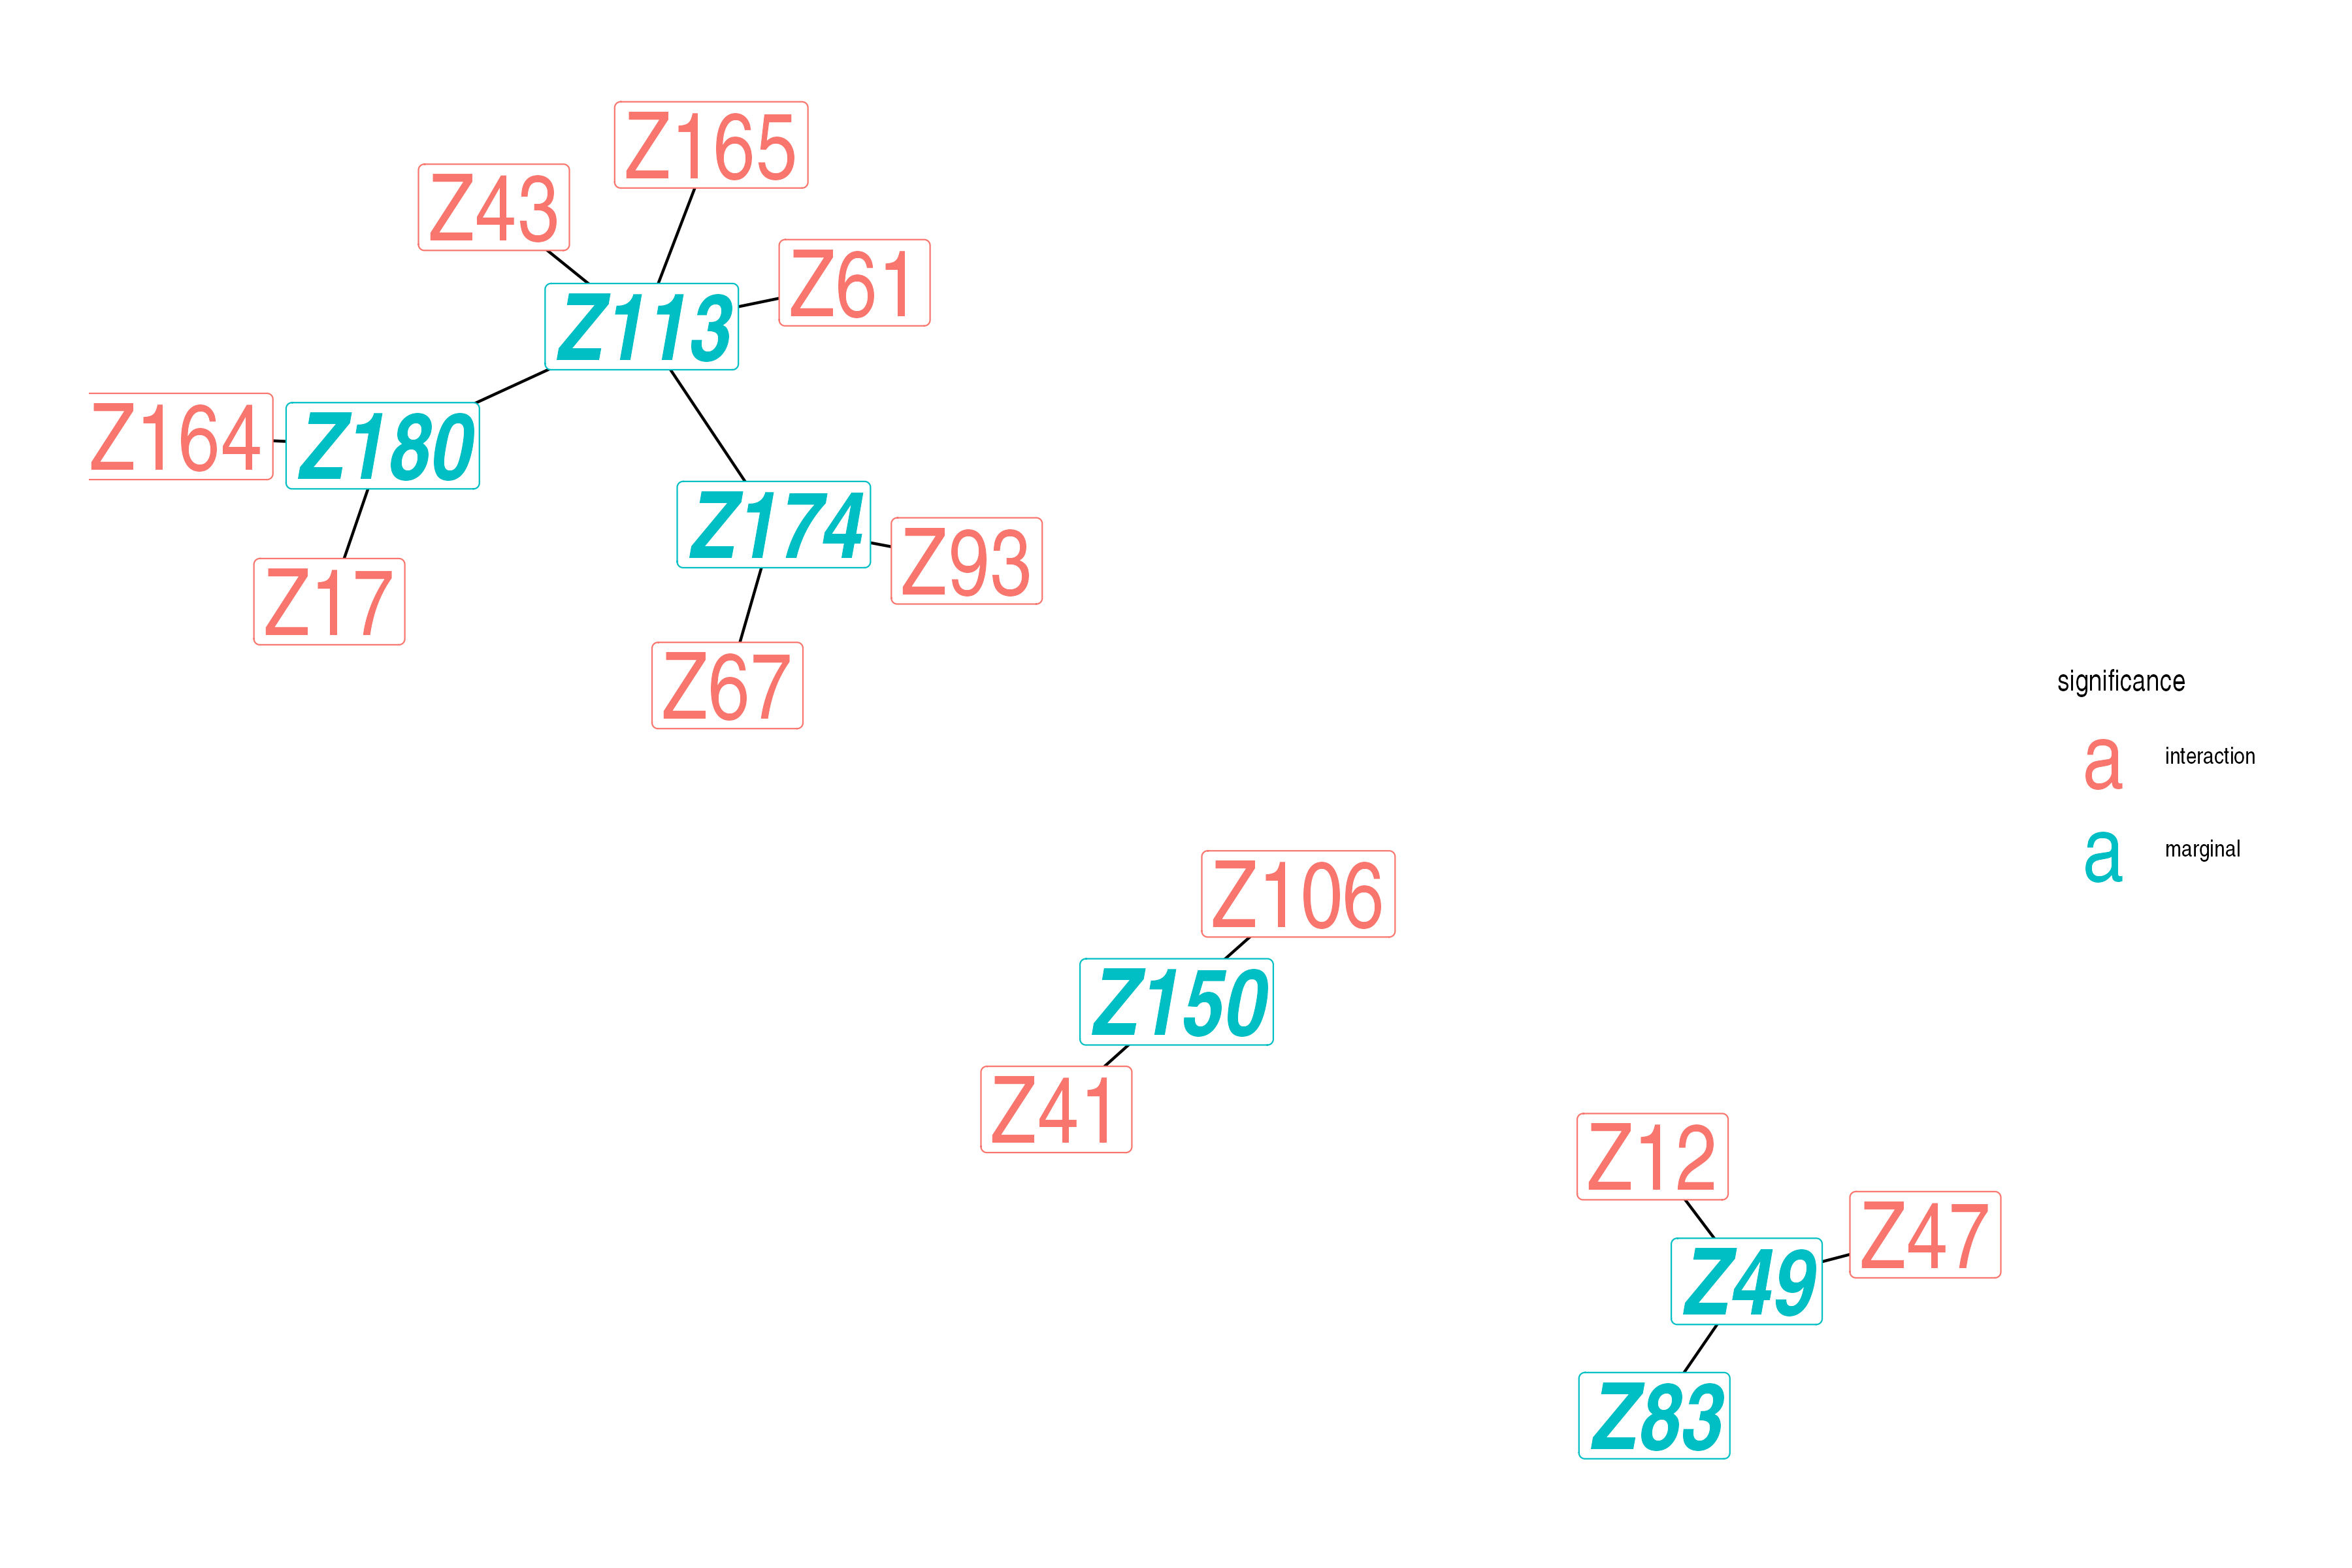 Z165
Z43
Z61
Z113
Z164
Z180
Z174
Z93
Z17
Z67
significance
a interaction
a marginal
Z106
Z150
Z41
Z12
Z47
Z49
Z83